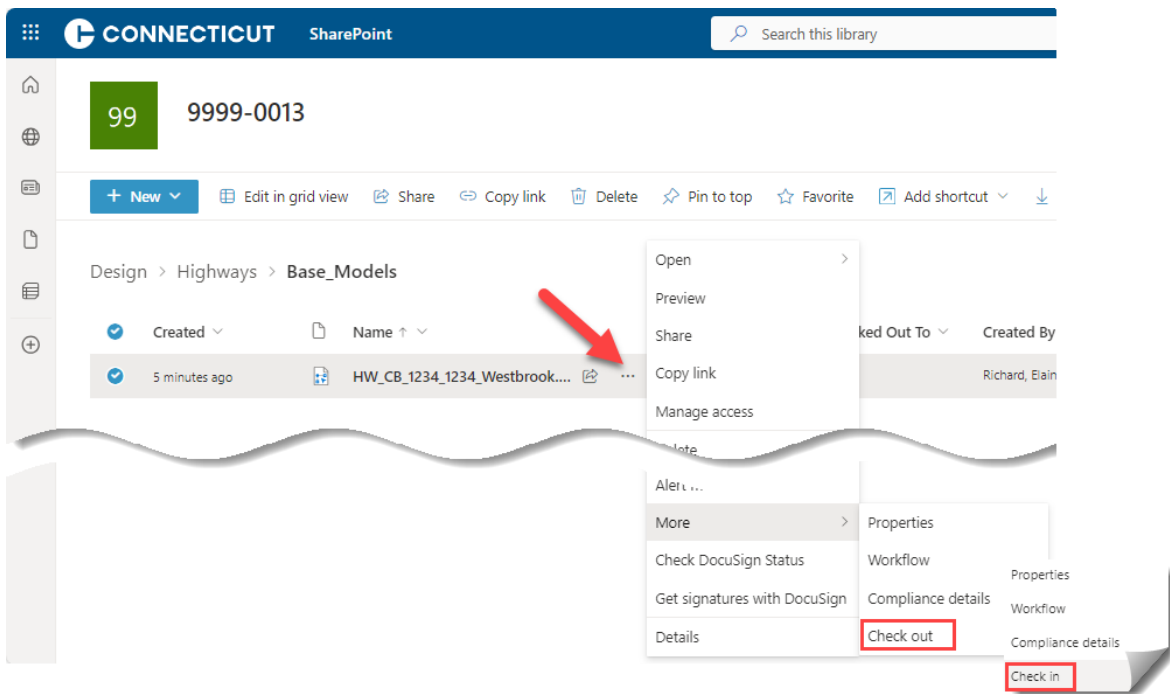 CONNECTICUT SharePoint Search this library
99 9999-0013
+ New Edit in grid view Share Copy link Delete Pin to top Favorite Add shortcut
Design > Highways > Base_Models
Created Name ↑ ked Out To Created By
5 minutes ago HW_CB_1234_1234_Westbrook.... ... Richard, Elain
Open >
Preview
Share
Copy link
Manage access
More >
Check DocuSign Status
Get signatures with DocuSign
Details
Properties
Workflow
Compliance details
Check out
Properties
Workflow
Compliance details
Check in